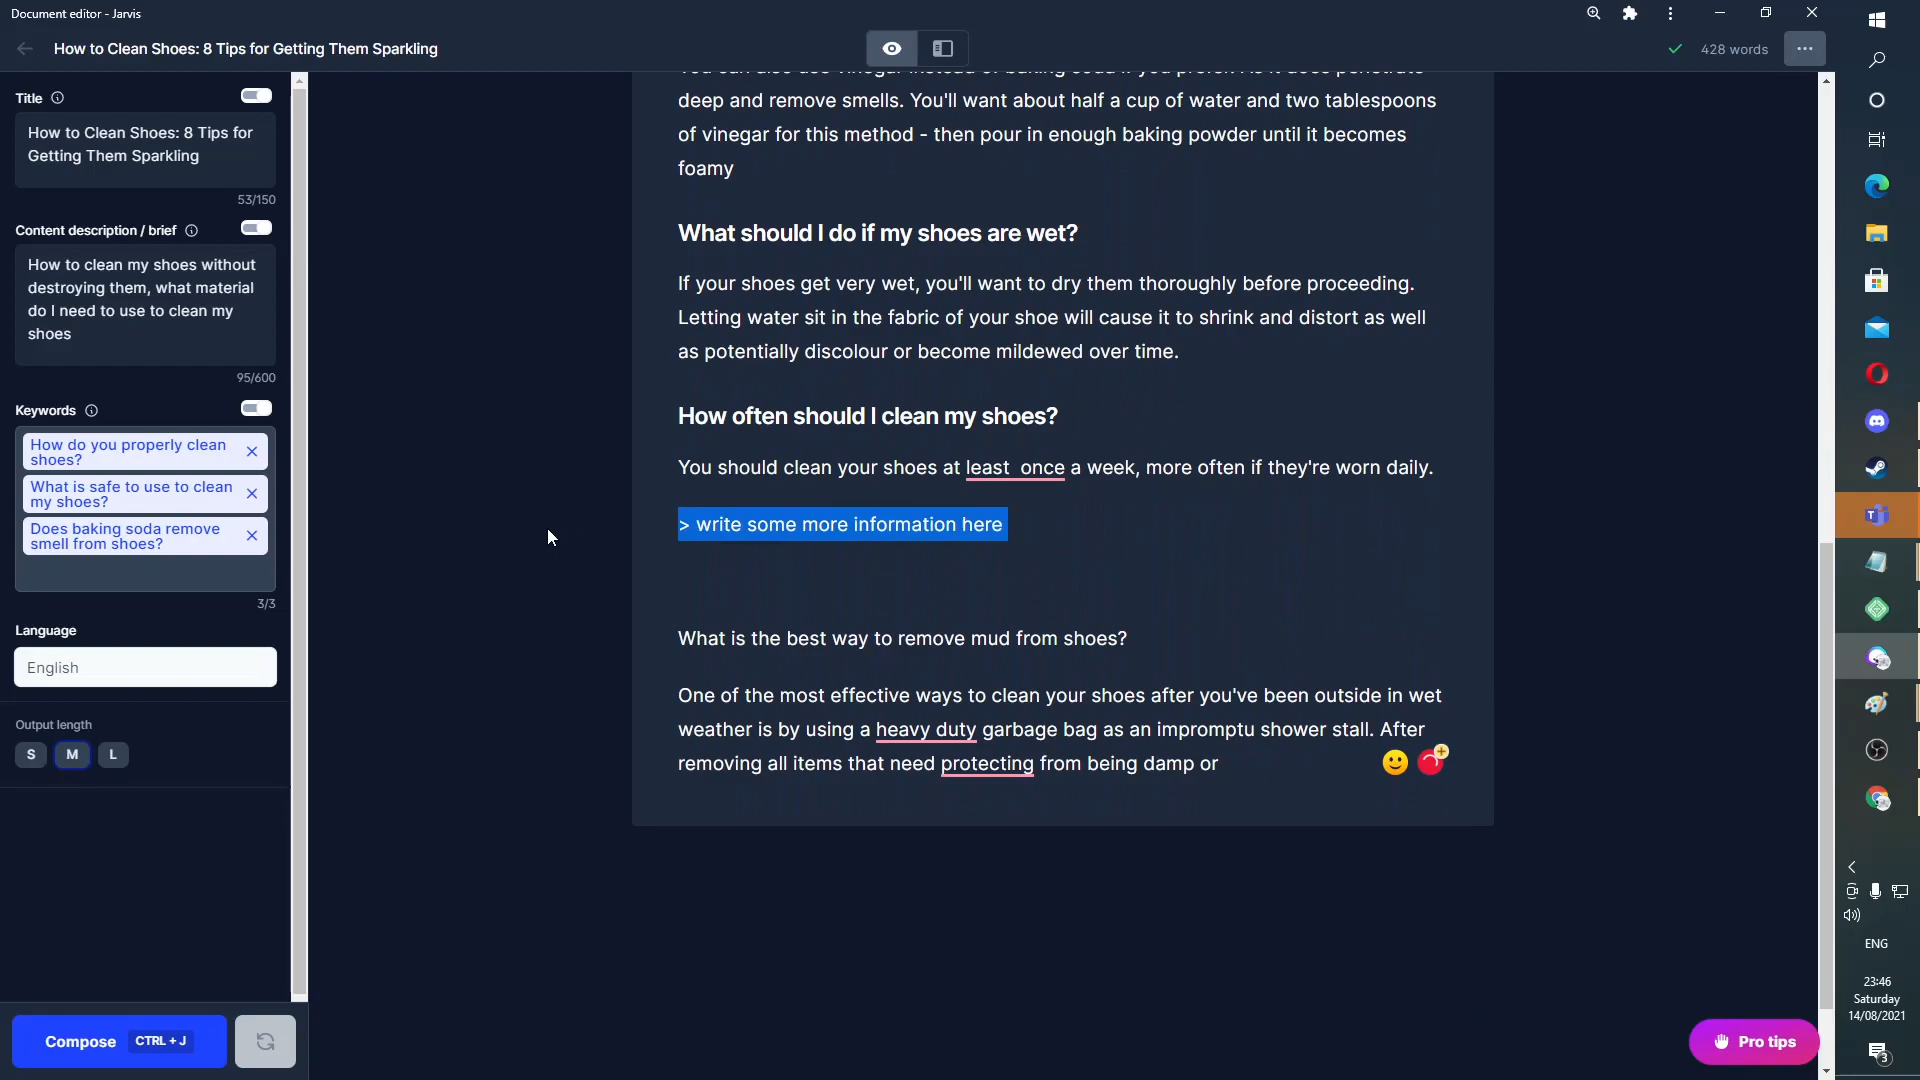 Document editor - Jarvis
How to Clean Shoes: 8 Tips for Getting Them Sparkling
428 words
Title
How to Clean Shoes: 8 Tips for
Getting Them Sparkling
53/150
Content description / brief
How to clean my shoes without
destroying them, what material
do I need to use to clean my
shoes
95/600
Keywords
How do you properly clean
shoes?
What is safe to use to clean
my shoes?
Does baking soda remove
smell from shoes?
3/3
Language
English
Output length
S M L
Compose CTRL + J
deep and remove smells. You'll want about half a cup of water and two tablespoons
of vinegar for this method - then pour in enough baking powder until it becomes
foamy
What should I do if my shoes are wet?
If your shoes get very wet, you'll want to dry them thoroughly before proceeding.
Letting water sit in the fabric of your shoe will cause it to shrink and distort as well
as potentially discolour or become mildewed over time.
How often should I clean my shoes?
You should clean your shoes at least  once a week, more often if they're worn daily.
> write some more information here
What is the best way to remove mud from shoes?
One of the most effective ways to clean your shoes after you've been outside in wet
weather is by using a heavy duty garbage bag as an impromptu shower stall. After
removing all items that need protecting from being damp or
Pro tips
ENG
23:46
Saturday
14/08/2021
3